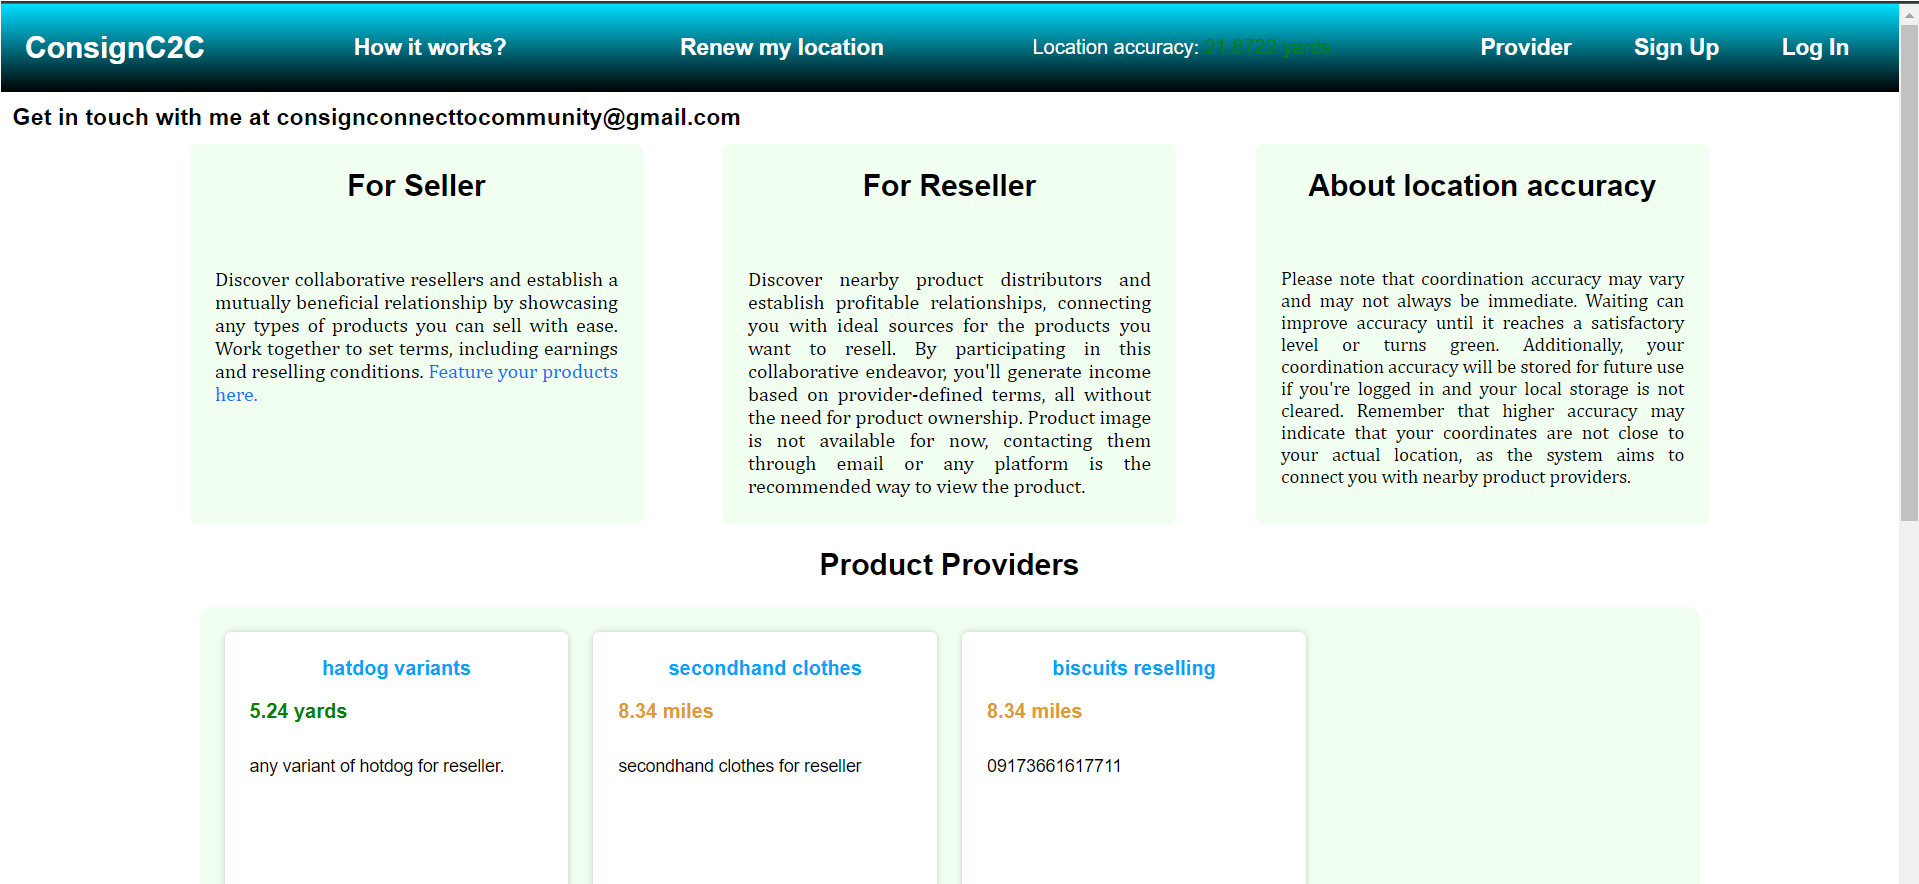 ConsignC2C How it works? Renew my location Location accuracy: 21.8722 yards Provider Sign Up Log In
Get in touch with me at consignconnecttocommunity@gmail.com
For Seller
Discover collaborative resellers and establish a
mutually beneficial relationship by showcasing
any types of products you can sell with ease.
Work together to set terms, including earnings
and reselling conditions. Feature your products
here.
For Reseller
Discover nearby product distributors and
establish profitable relationships, connecting
you with ideal sources for the products you
want to resell. By participating in this
collaborative endeavor, you'll generate income
based on provider-defined terms, all without
the need for product ownership. Product image
is not available for now, contacting them
through email or any platform is the
recommended way to view the product.
About location accuracy
Please note that coordination accuracy may vary
and may not always be immediate. Waiting can
improve accuracy until it reaches a satisfactory
level or turns green. Additionally, your
coordination accuracy will be stored for future use
if you're logged in and your local storage is not
cleared. Remember that higher accuracy may
indicate that your coordinates are not close to
your actual location, as the system aims to
connect you with nearby product providers.
Product Providers
hatdog variants
5.24 yards
any variant of hotdog for reseller.
secondhand clothes
8.34 miles
secondhand clothes for reseller
biscuits reselling
8.34 miles
09173661617711